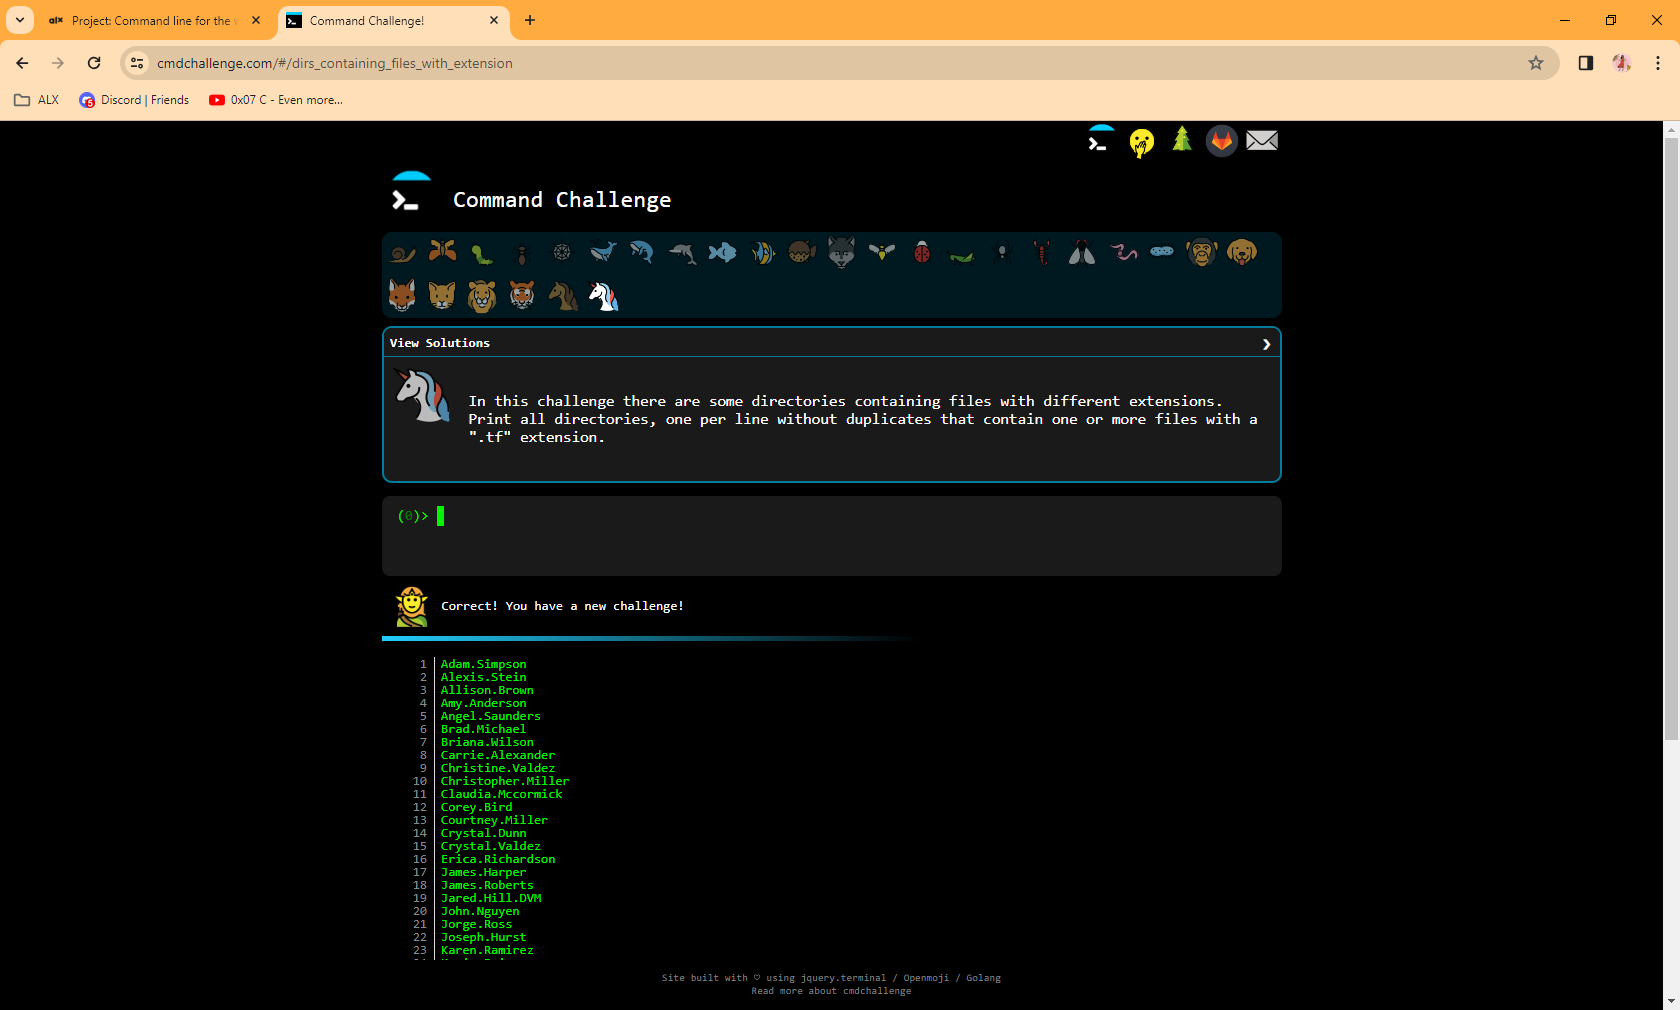 alx Project: Command line for the
Command Challenge!
cmdchallenge.com/#/dirs_containing_files_with_extension
ALX
5 Discord | Friends
0x07 C - Even more...
Command Challenge
View Solutions
In this challenge there are some directories containing files with different extensions.
Print all directories, one per line without duplicates that contain one or more files with a
".tf" extension.
(0)>
Correct! You have a new challenge!
1 Adam.Simpson
2 Alexis.Stein
3 Allison.Brown
4 Amy.Anderson
5 Angel.Saunders
6 Brad.Michael
7 Briana.Wilson
8 Carrie.Alexander
9 Christine.Valdez
10 Christopher.Miller
11 Claudia.Mccormick
12 Corey.Bird
13 Courtney.Miller
14 Crystal.Dunn
15 Crystal.Valdez
16 Erica.Richardson
17 James.Harper
18 James.Roberts
19 Jared.Hill.DVM
20 John.Nguyen
21 Jorge.Ross
22 Joseph.Hurst
23 Karen.Ramirez
Site built with ♡ using jquery.terminal / Openmoji / Golang
Read more about cmdchallenge